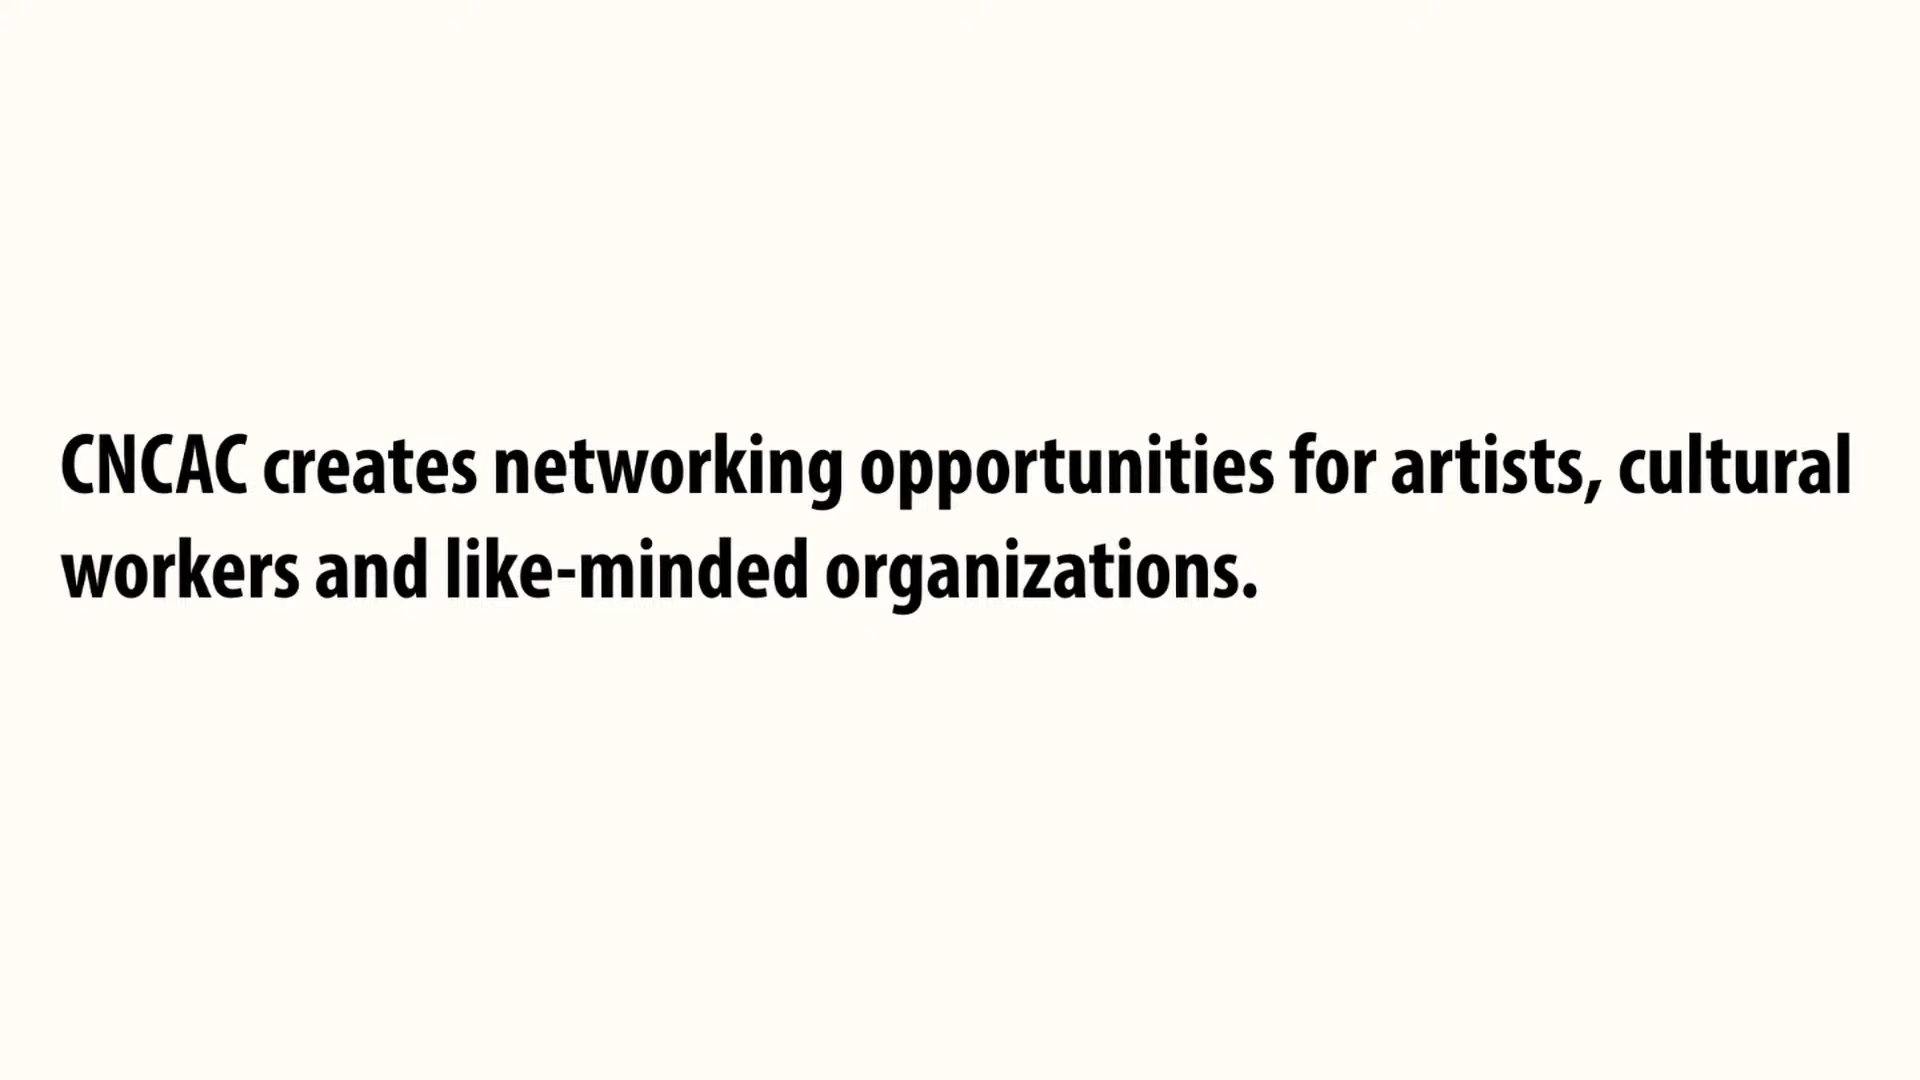 CNCAC creates networking opportunities for artists, cultural
workers and like-minded organizations.